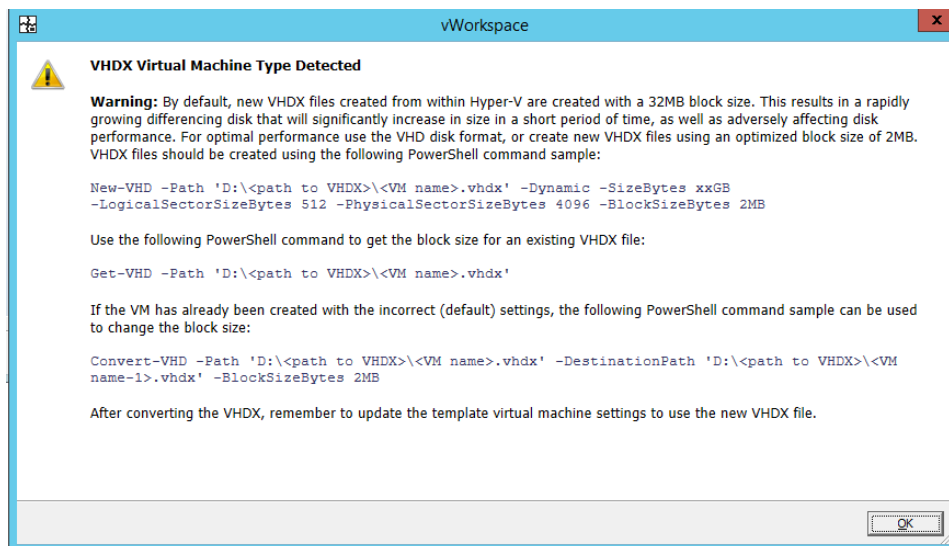 vWorkspace
x
VHDX Virtual Machine Type Detected
Warning: By default, new VHDX files created from within Hyper-V are created with a 32MB block size. This results in a rapidly
growing differencing disk that will significantly increase in size in a short period of time, as well as adversely affecting disk
performance. For optimal performance use the VHD disk format, or create new VHDX files using an optimized block size of 2MB.
VHDX files should be created using the following PowerShell command sample:
New-VHD -Path 'D:\<path to VHDX>\<VM name>.vhdx' -Dynamic -SizeBytes xxGB
-LogicalSectorSizeBytes 512 -PhysicalSectorSizeBytes 4096 -BlockSizeBytes 2MB
Use the following PowerShell command to get the block size for an existing VHDX file:
Get-VHD -Path 'D:\<path to VHDX>\<VM name>.vhdx'
If the VM has already been created with the incorrect (default) settings, the following PowerShell command sample can be used
to change the block size:
Convert-VHD -Path 'D:\<path to VHDX>\<VM name>.vhdx' -DestinationPath 'D:\<path to VHDX>\<VM
name-1>.vhdx' -BlockSizeBytes 2MB
After converting the VHDX, remember to update the template virtual machine settings to use the new VHDX file.
OK